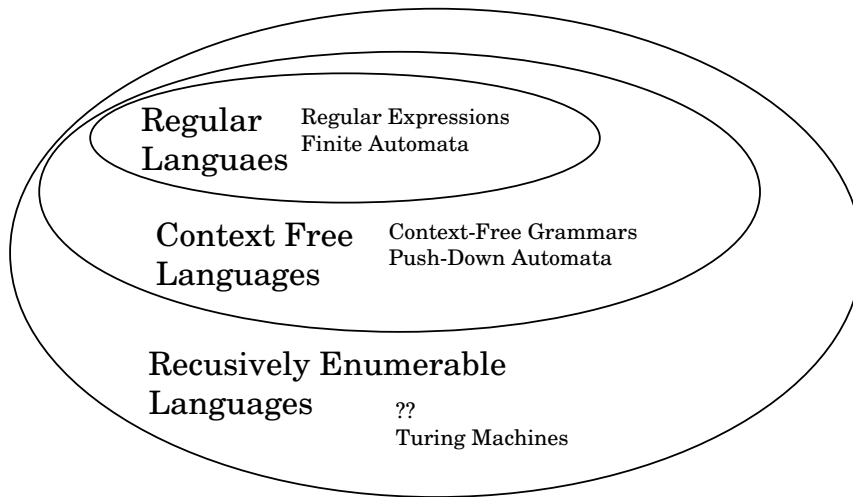 Regular
Languaes
Regular Expressions
Finite Automata
Context Free
Languages
Context-Free Grammars
Push-Down Automata
Recusively Enumerable
Languages
??
Turing Machines